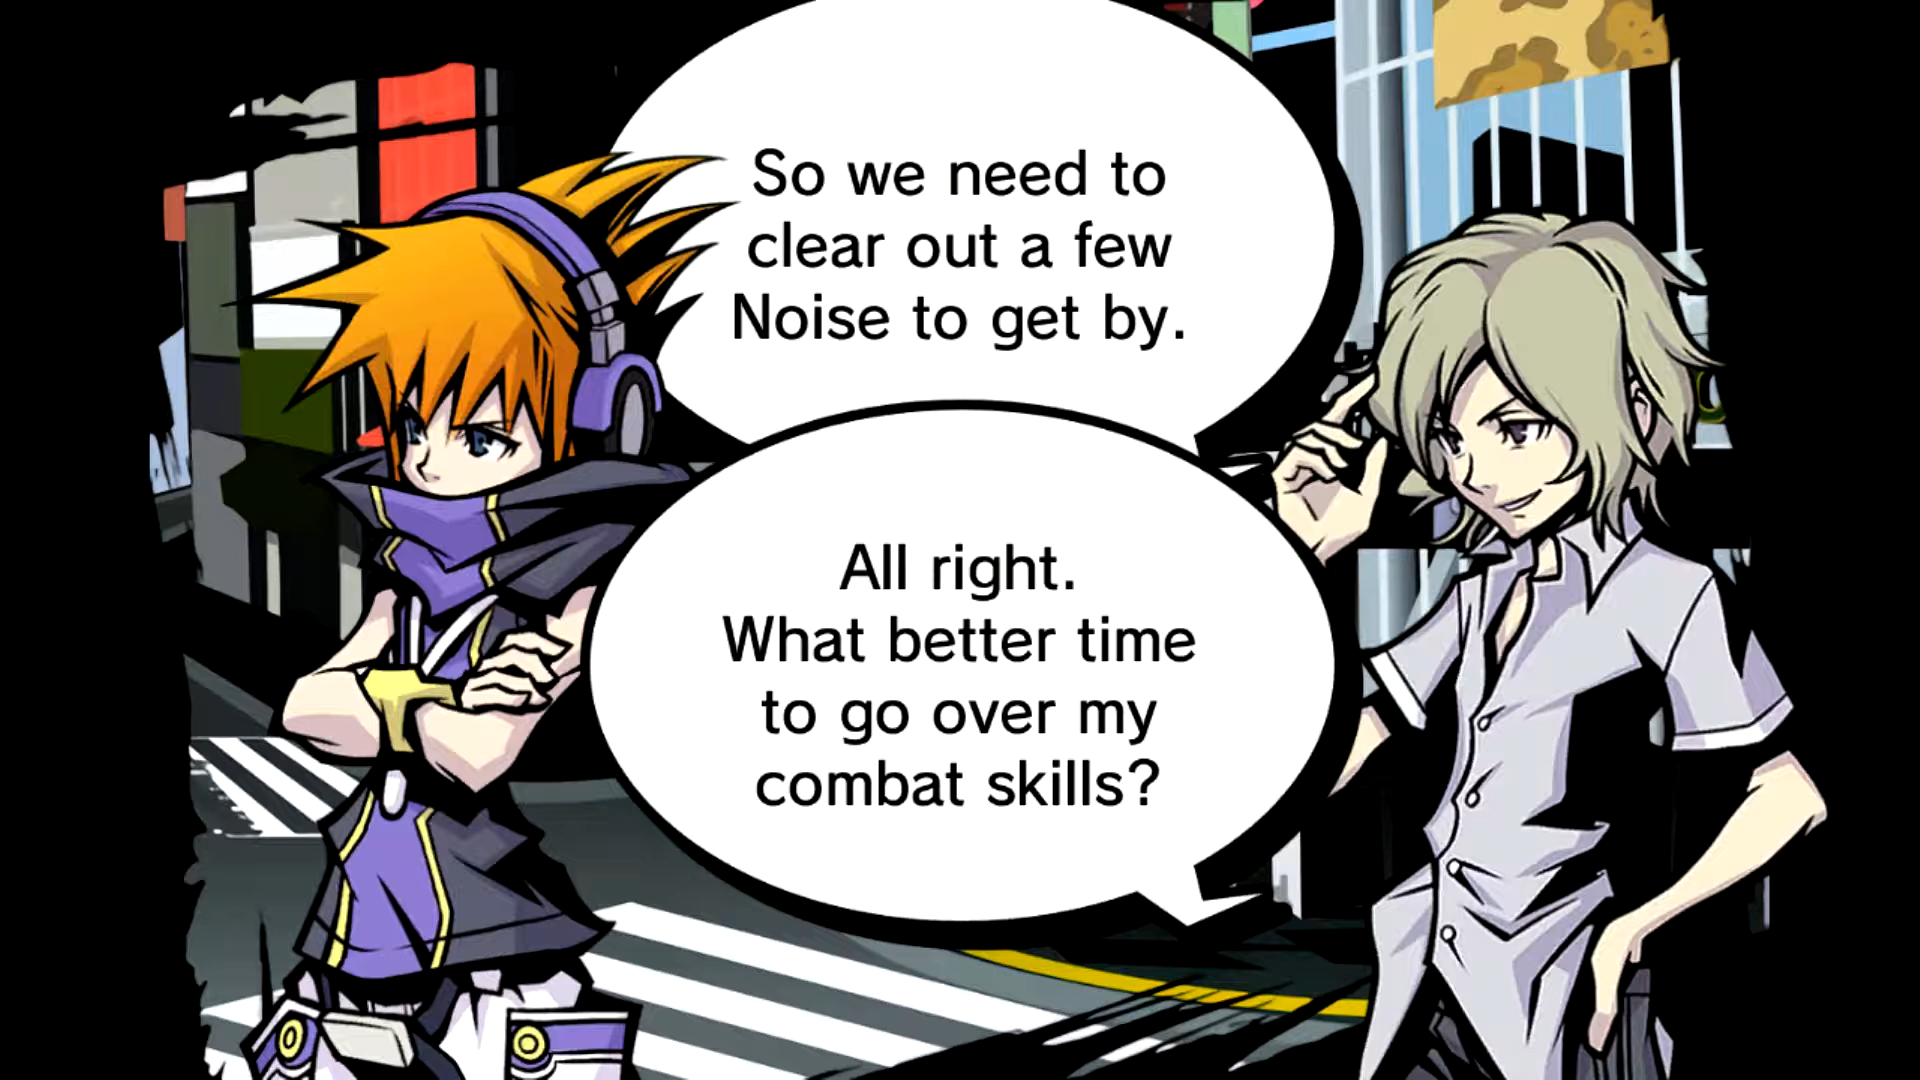 So we need to
clear out a few
Noise to get by.
All right.
What better time
to go over my
combat skills?